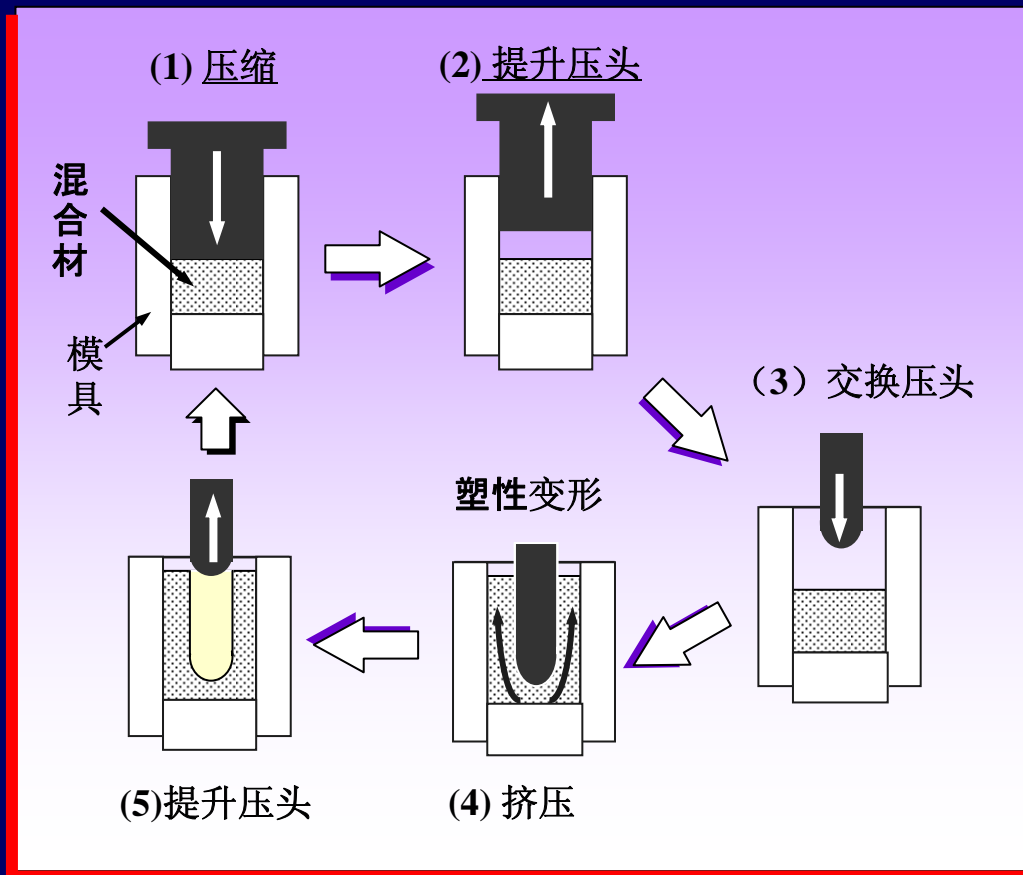 (1) 压缩
(2) 提升压头
混合材
模具
（3）交换压头
塑性变形
(5)提升压头
(4) 挤压